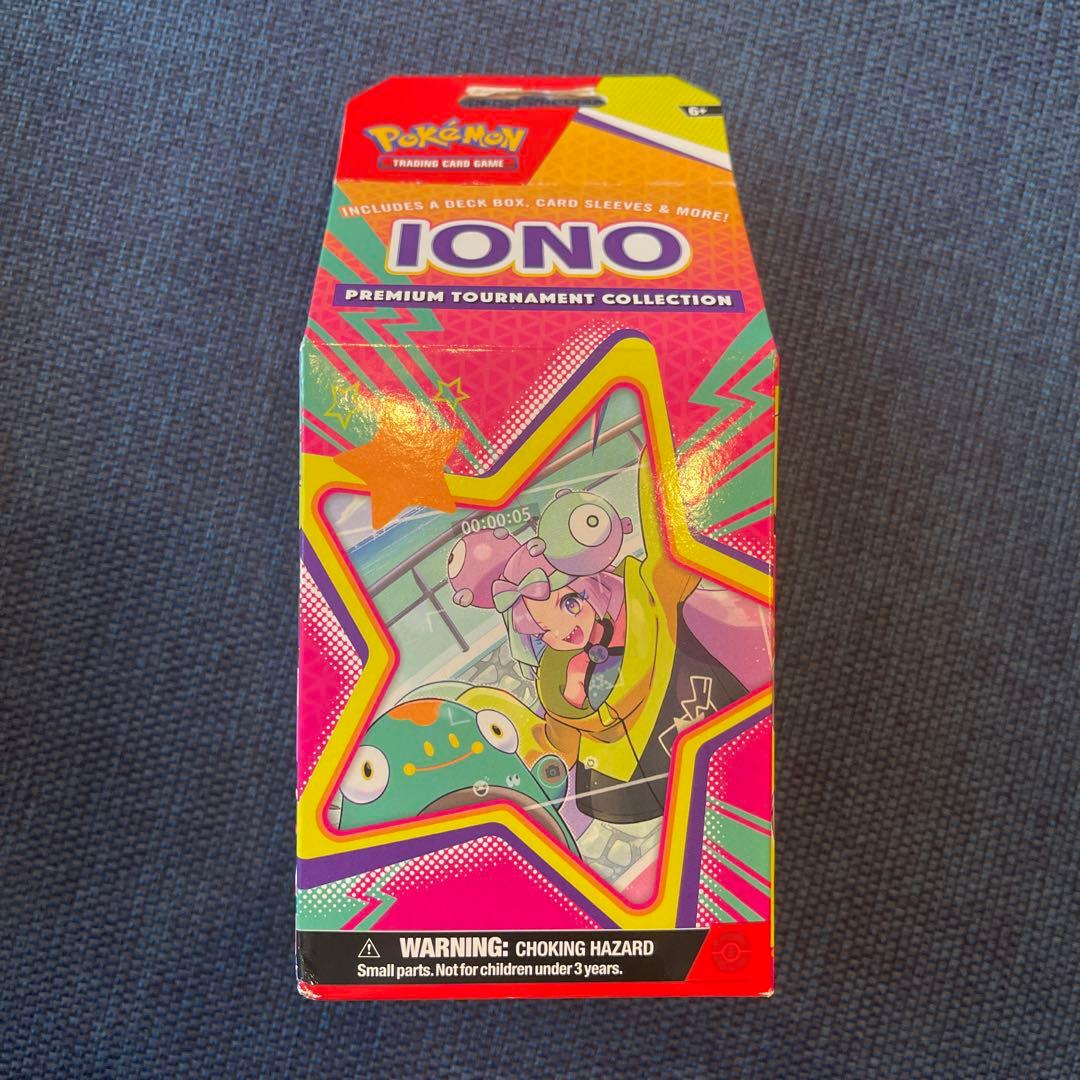 6+
POKÉMON
TRADING CARD GAME
INCLUDES A DECK BOX, CARD SLEEVES & MORE!
IONO
PREMIUM TOURNAMENT COLLECTION
00:00:05
WARNING: CHOKING HAZARD
Small parts. Not for children under 3 years.